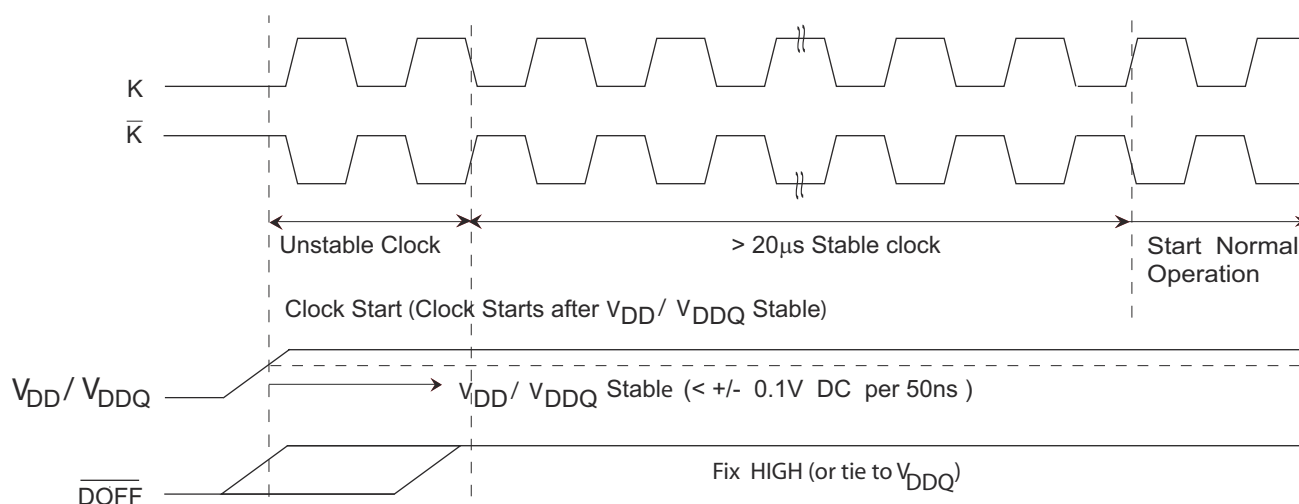 K
K̅
Unstable Clock
> 20μs Stable clock
Start Normal
Operation
Clock Start (Clock Starts after VDD / VDDQ Stable)
VDD / VDDQ
VDD / VDDQ Stable (< +/- 0.1V DC per 50ns )
Fix HIGH (or tie to VDDQ)
DOFF